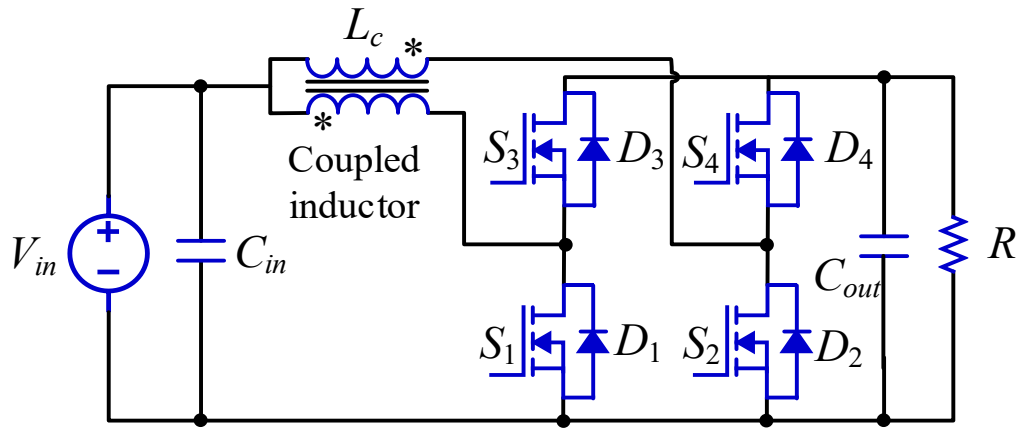 L_c
*
*
Coupled
inductor
S_3
D_3
S_4
D_4
V_in
+
−
C_in
C_out
R
S_1
D_1
S_2
D_2